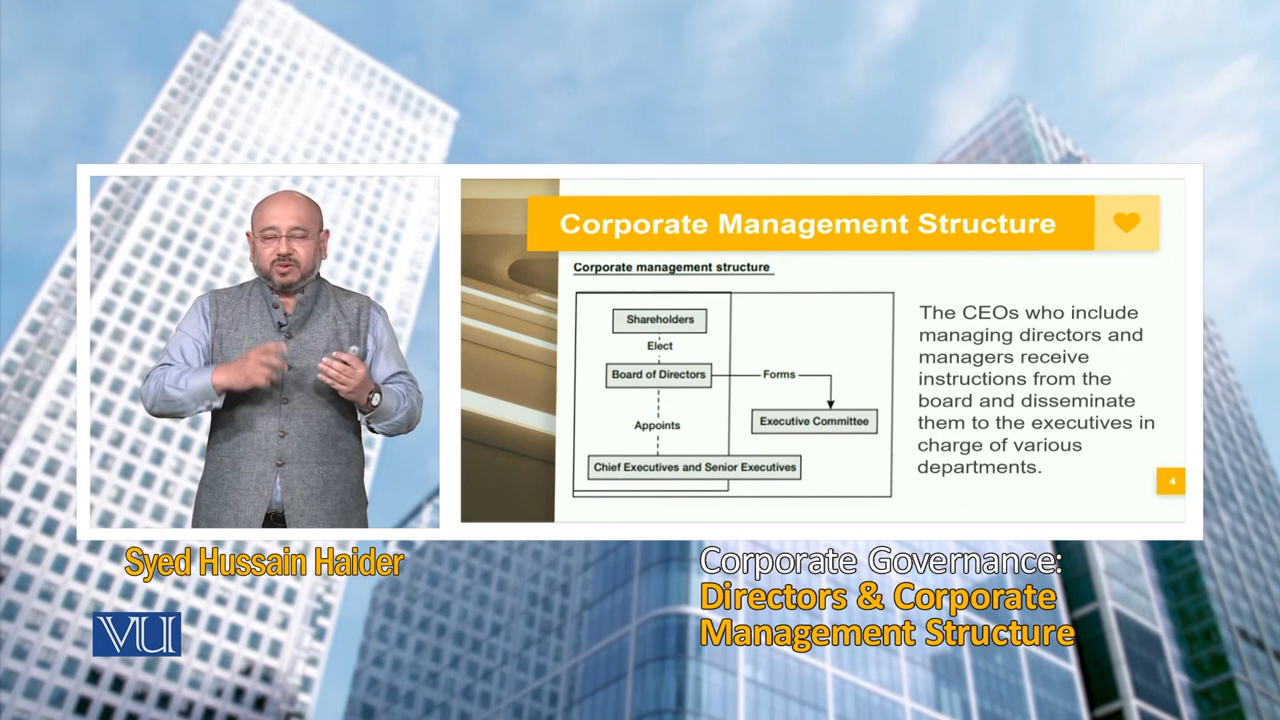 Corporate Management Structure
Corporate management structure
Shareholders
Elect
Board of Directors
Forms
Executive Committee
Appoints
Chief Executives and Senior Executives
The CEOs who include
managing directors and
managers receive
instructions from the
board and disseminate
them to the executives in
charge of various
departments.
4
Syed Hussain Haider
VU
Corporate Governance:
Directors & Corporate
Management Structure